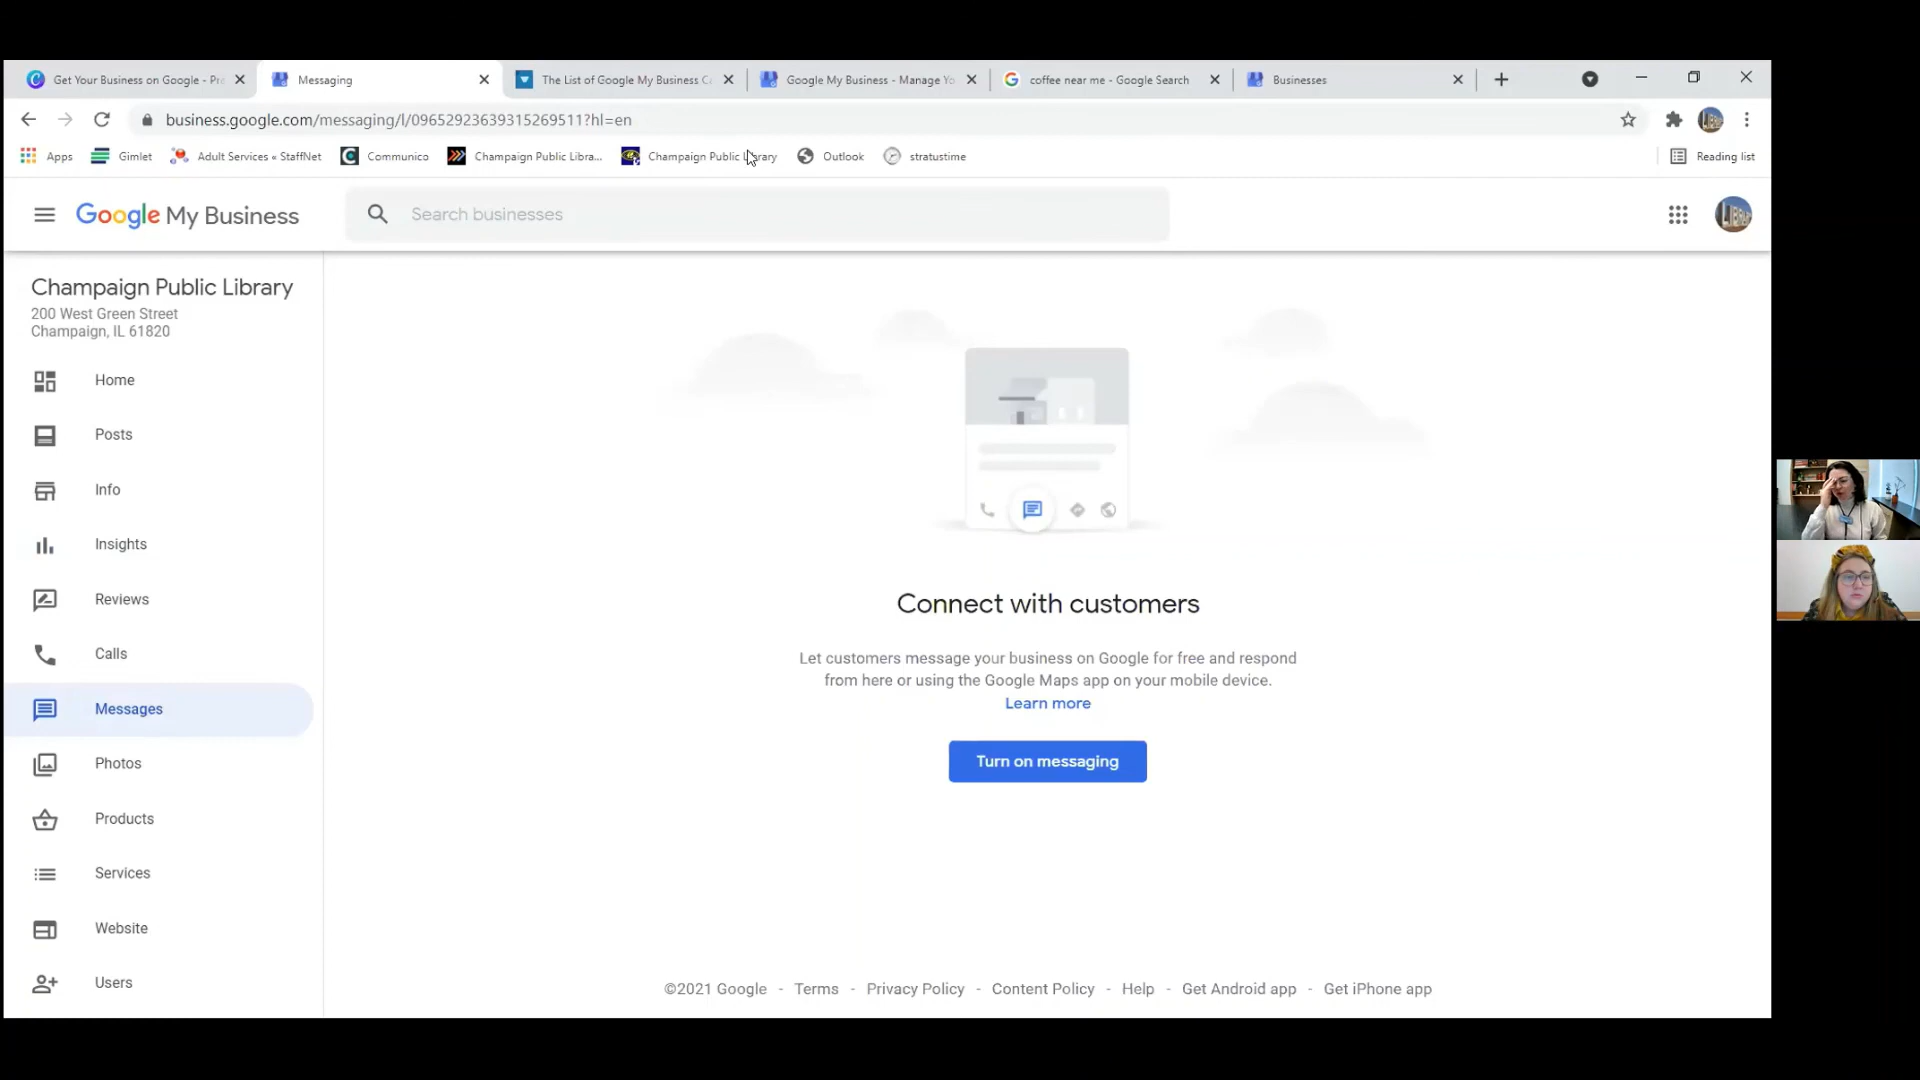 Get Your Business on Google - Pr
Messaging
The List of Google My Business C
Google My Business - Manage Yo
coffee near me - Google Search
Businesses
business.google.com/messaging/l/09652923639315269511?hl=en
Apps
Gimlet
Adult Services « StaffNet
Communico
Champaign Public Libra...
Champaign Public Library
Outlook
stratustime
Reading list
Google My Business
Search businesses
Champaign Public Library
200 West Green Street
Champaign, IL 61820
Home
Posts
Info
Insights
Reviews
Calls
Messages
Photos
Products
Services
Website
Users
Connect with customers
Let customers message your business on Google for free and respond
from here or using the Google Maps app on your mobile device.
Learn more
Turn on messaging
©2021 Google - Terms - Privacy Policy - Content Policy - Help - Get Android app - Get iPhone app